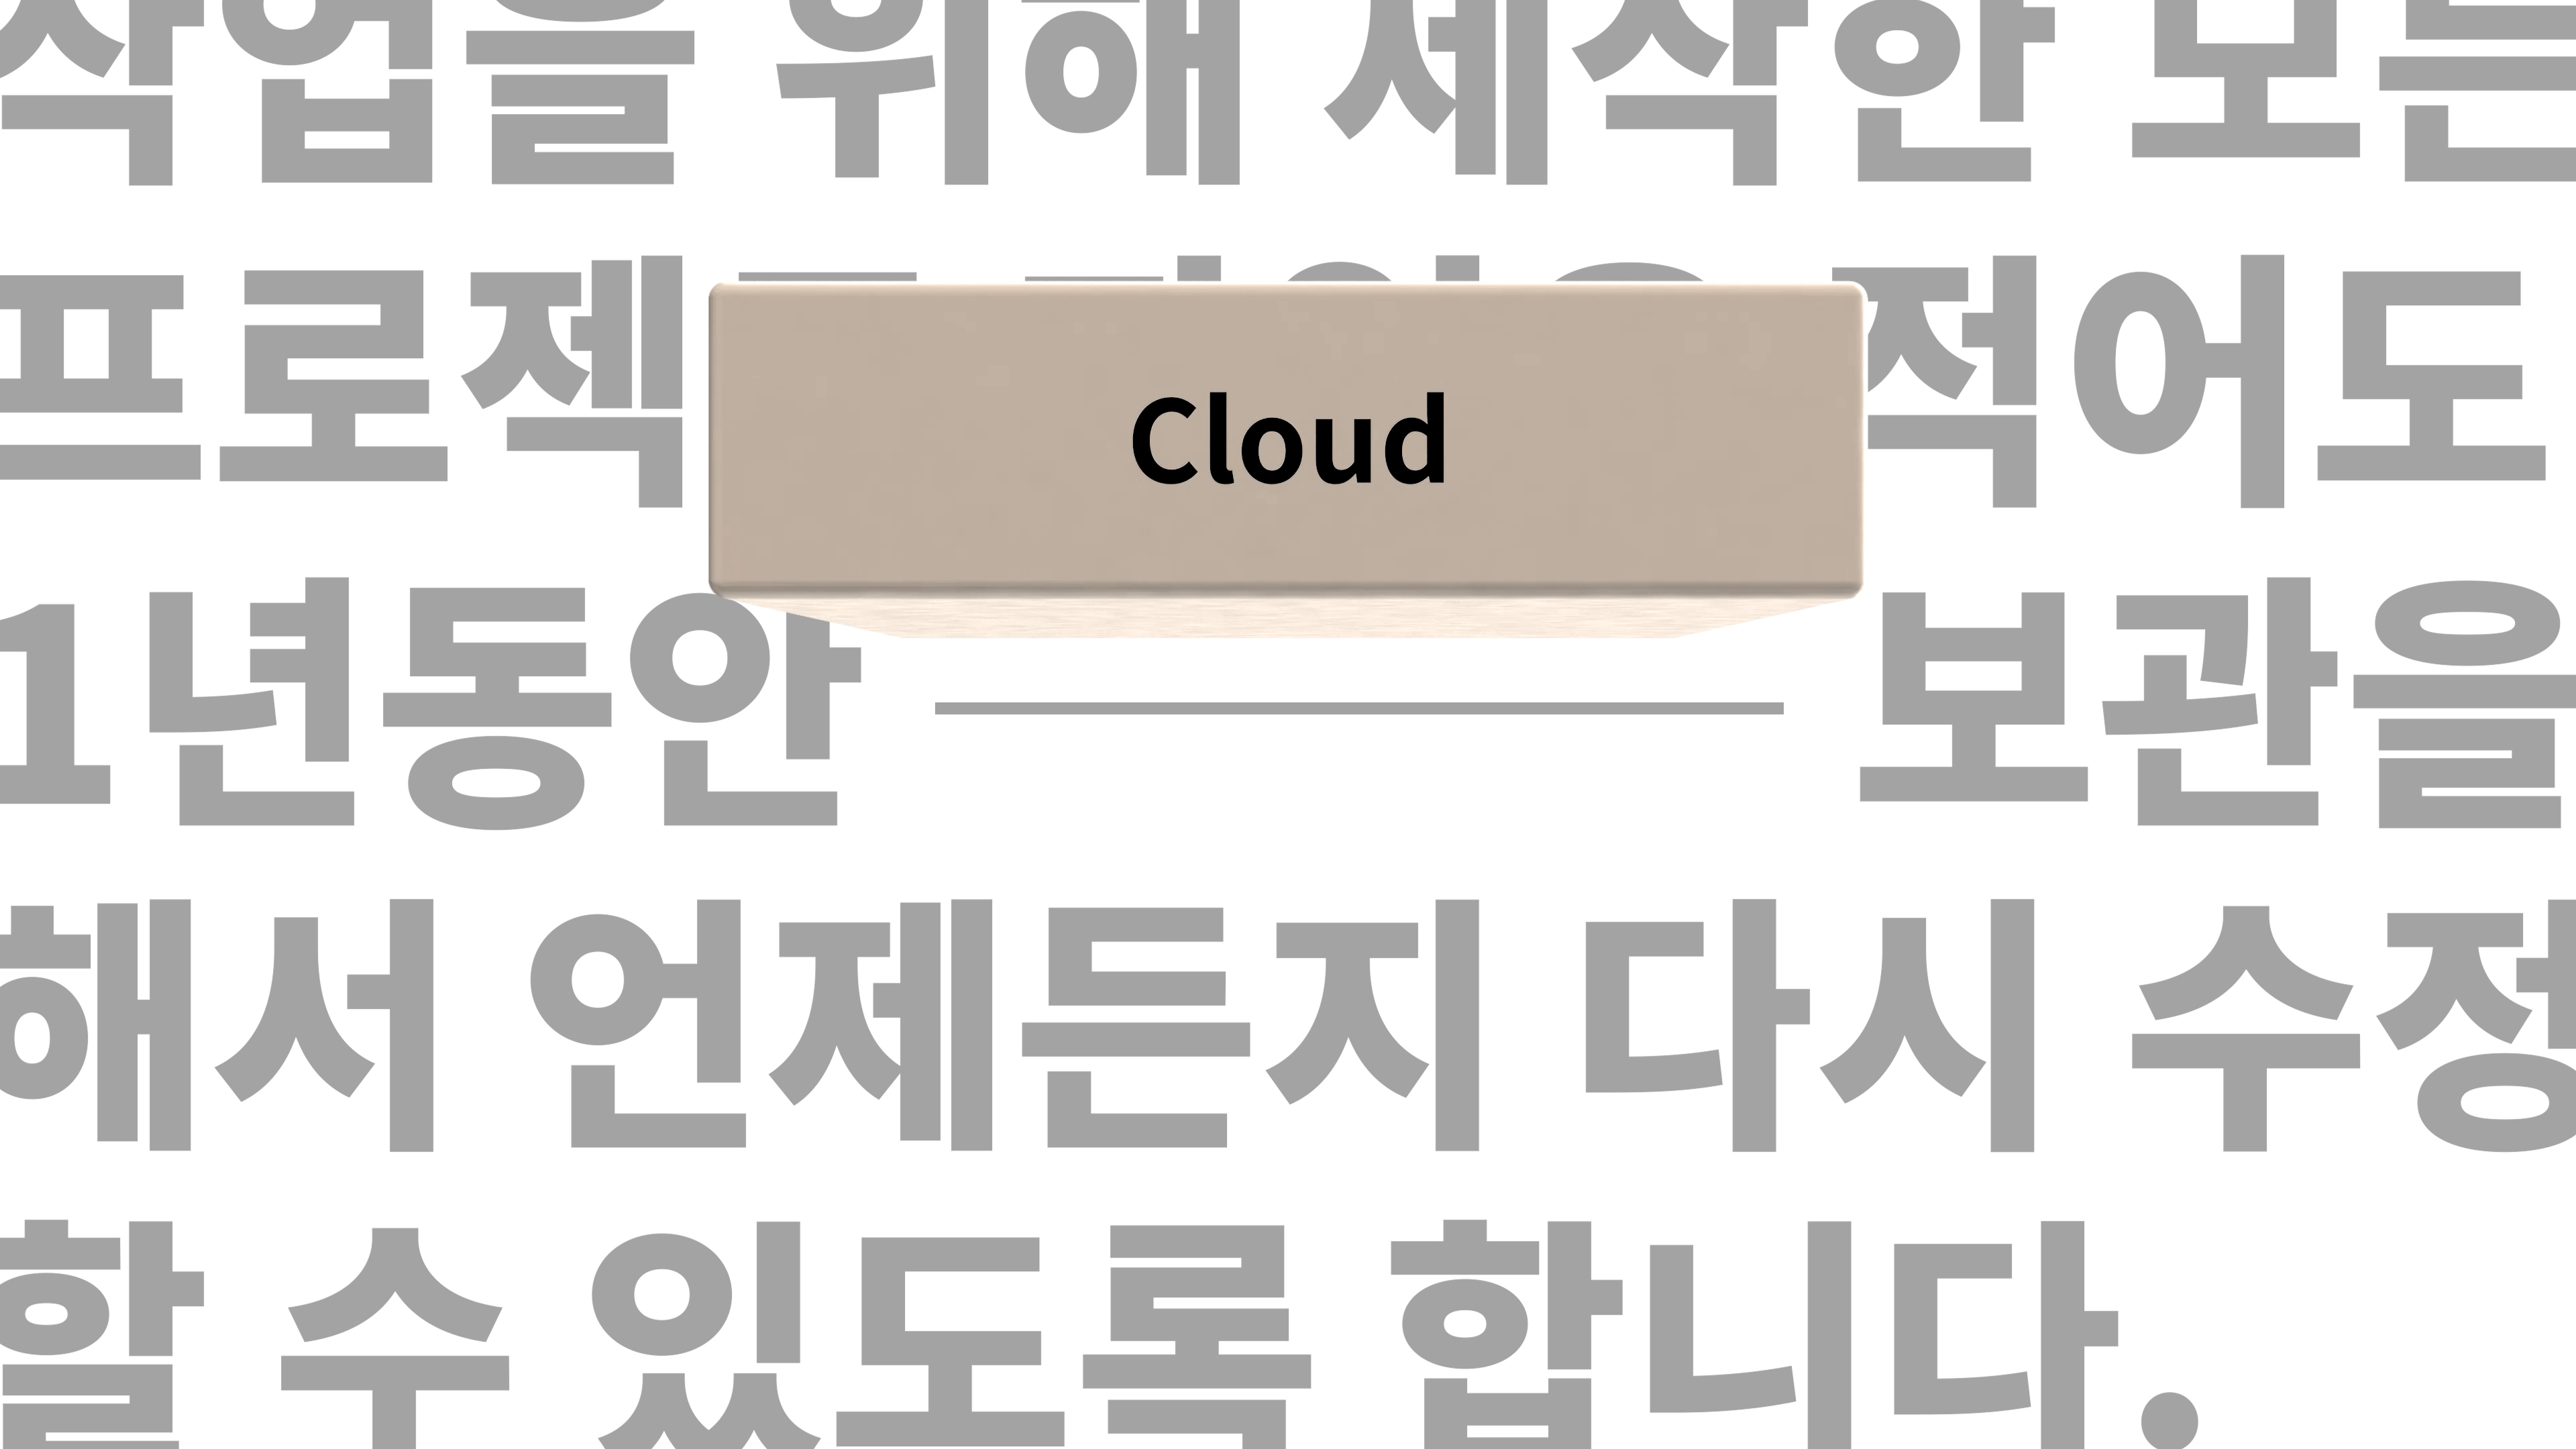 작업을 위해 제작한 모든
프로젝 적어도
Cloud
1년동안 보관을
해서 언제든지 다시 수정
할 수 있도록 합니다.